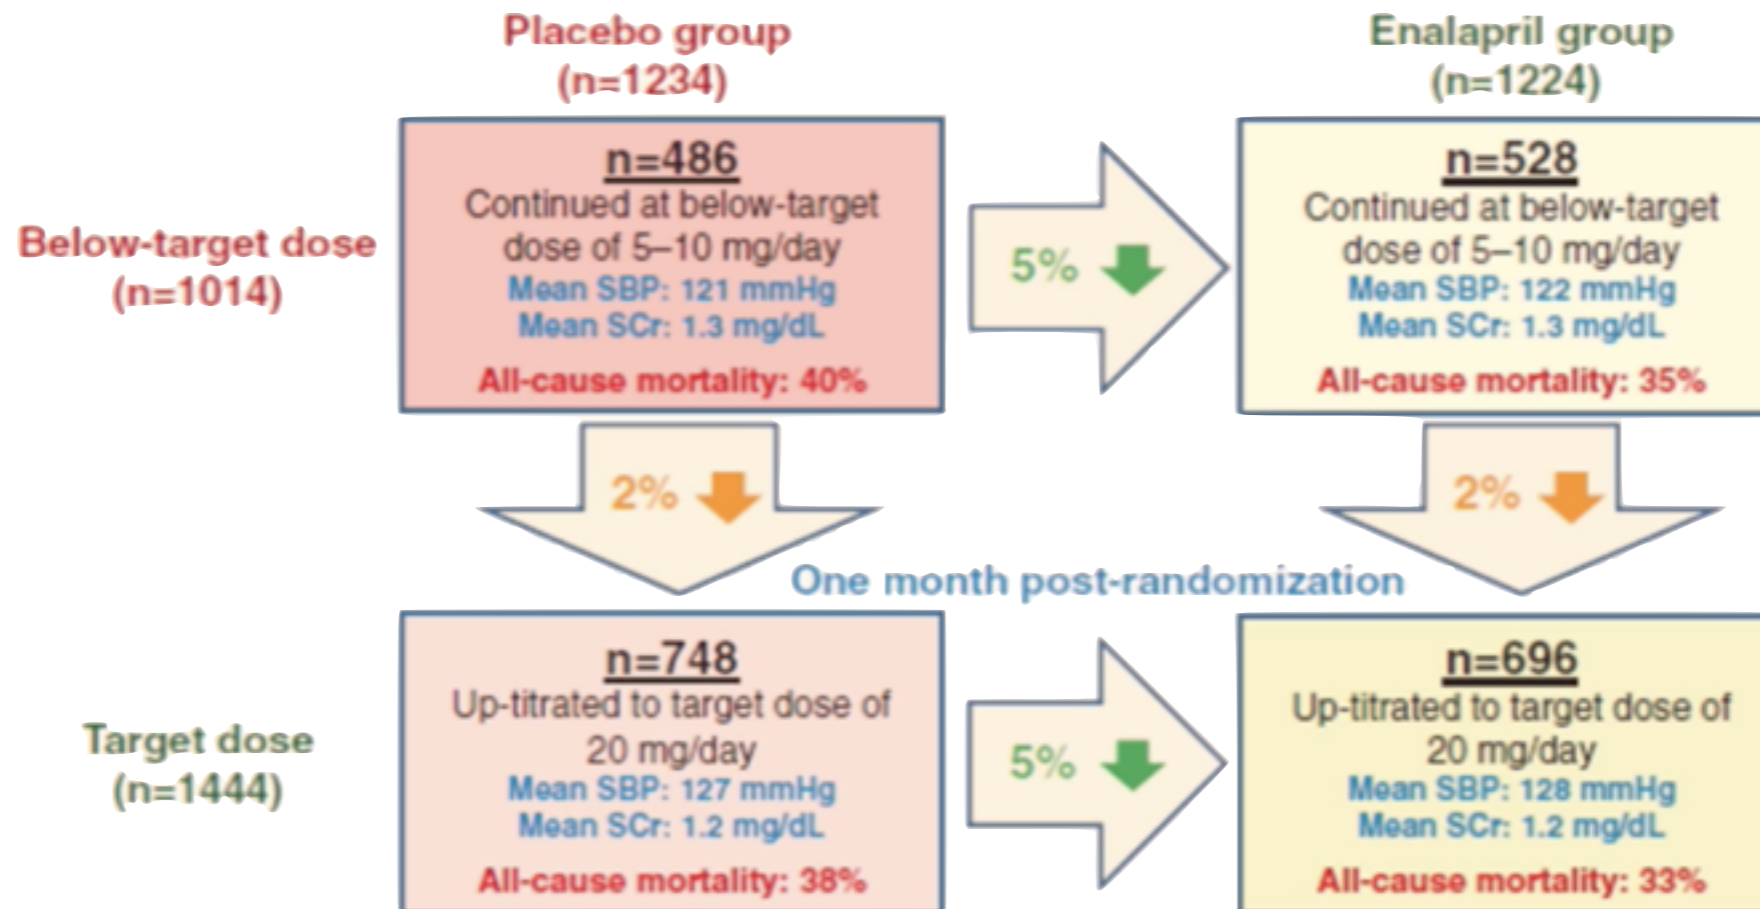 Placebo group
(n=1234)
Enalapril group
(n=1224)
Below-target dose
(n=1014)
n=486
Continued at below-target
dose of 5–10 mg/day
Mean SBP: 121 mmHg
Mean SCr: 1.3 mg/dL
All-cause mortality: 40%
5%
n=528
Continued at below-target
dose of 5–10 mg/day
Mean SBP: 122 mmHg
Mean SCr: 1.3 mg/dL
All-cause mortality: 35%
2%
2%
One month post-randomization
Target dose
(n=1444)
n=748
Up-titrated to target dose of
20 mg/day
Mean SBP: 127 mmHg
Mean SCr: 1.2 mg/dL
All-cause mortality: 38%
5%
n=696
Up-titrated to target dose of
20 mg/day
Mean SBP: 128 mmHg
Mean SCr: 1.2 mg/dL
All-cause mortality: 33%